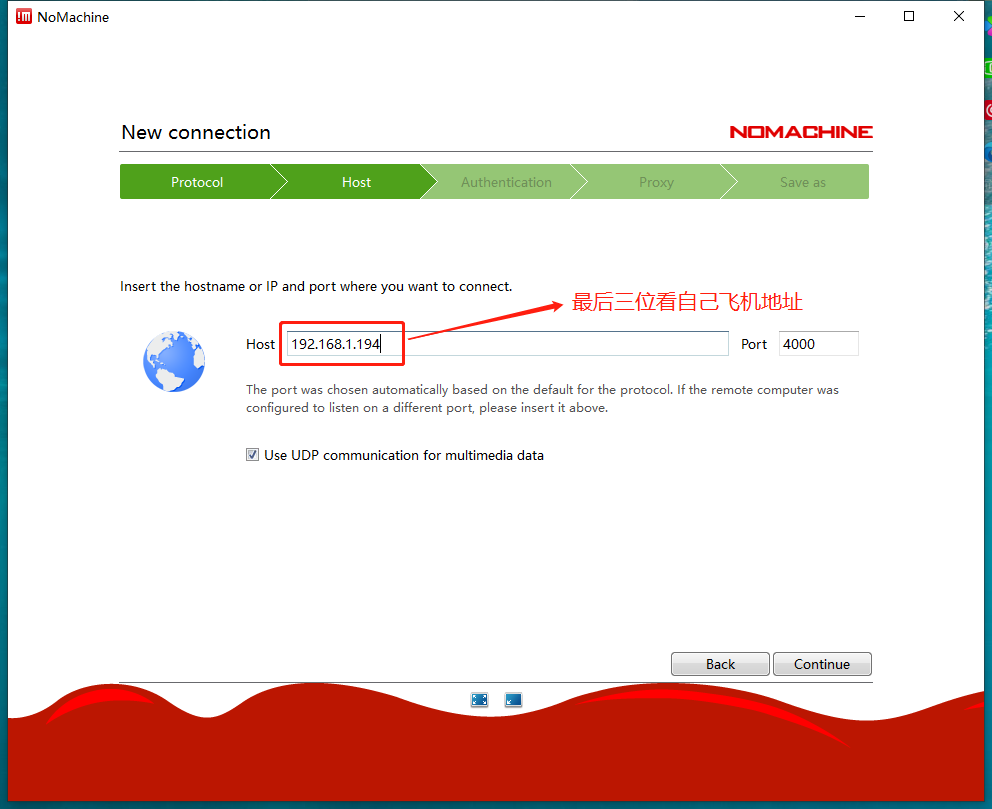 NoMachine
New connection
NOMACHINE
Protocol
Host
Authentication
Proxy
Save as
Insert the hostname or IP and port where you want to connect.
最后三位看自己飞机地址
Host
192.168.1.194
Port
4000
The port was chosen automatically based on the default for the protocol. If the remote computer was
configured to listen on a different port, please insert it above.
Use UDP communication for multimedia data
Back
Continue